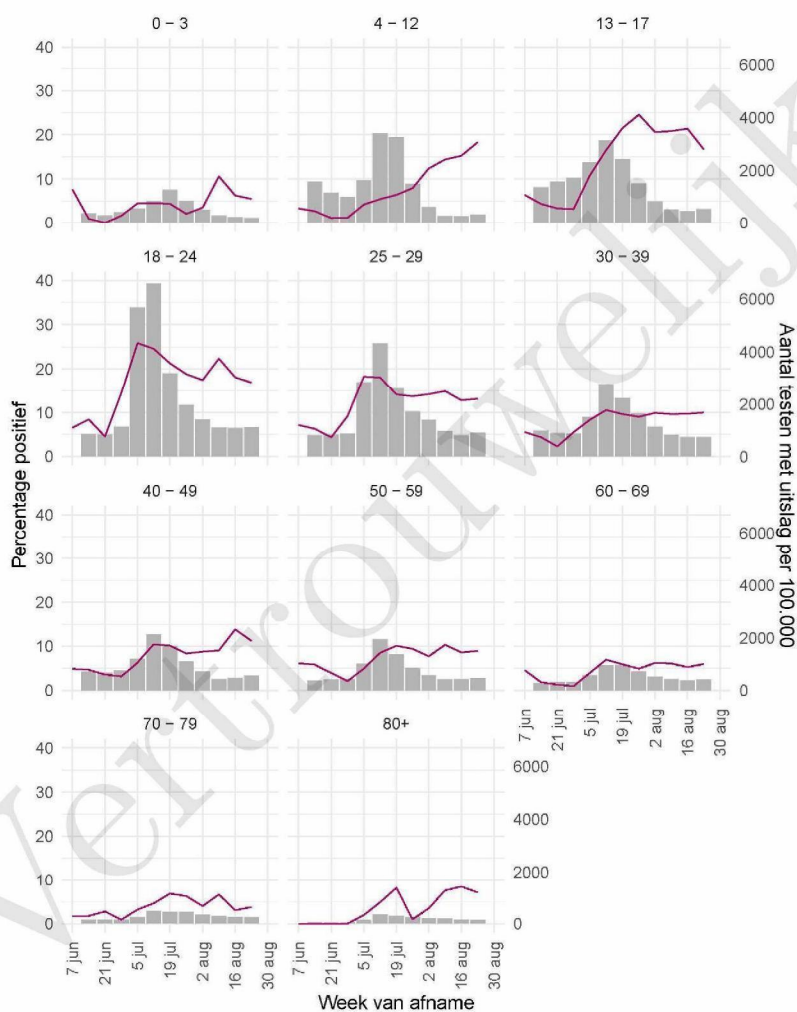 0 – 3
4 – 12
13 – 17
40
30
20
10
0
6000
4000
2000
0
18 – 24
25 – 29
30 – 39
40
30
20
10
0
6000
4000
2000
0
40 – 49
50 – 59
60 – 69
40
30
20
10
0
6000
4000
2000
0
70 – 79
80+
7 jun
21 jun
5 jul
19 jul
2 aug
16 aug
30 aug
40
30
20
10
0
6000
4000
2000
0
7 jun
21 jun
5 jul
19 jul
2 aug
16 aug
30 aug
7 jun
21 jun
5 jul
19 jul
2 aug
16 aug
30 aug
Percentage positief
Aantal testen met uitslag per 100.000
Week van afname
Vertrouwelijk